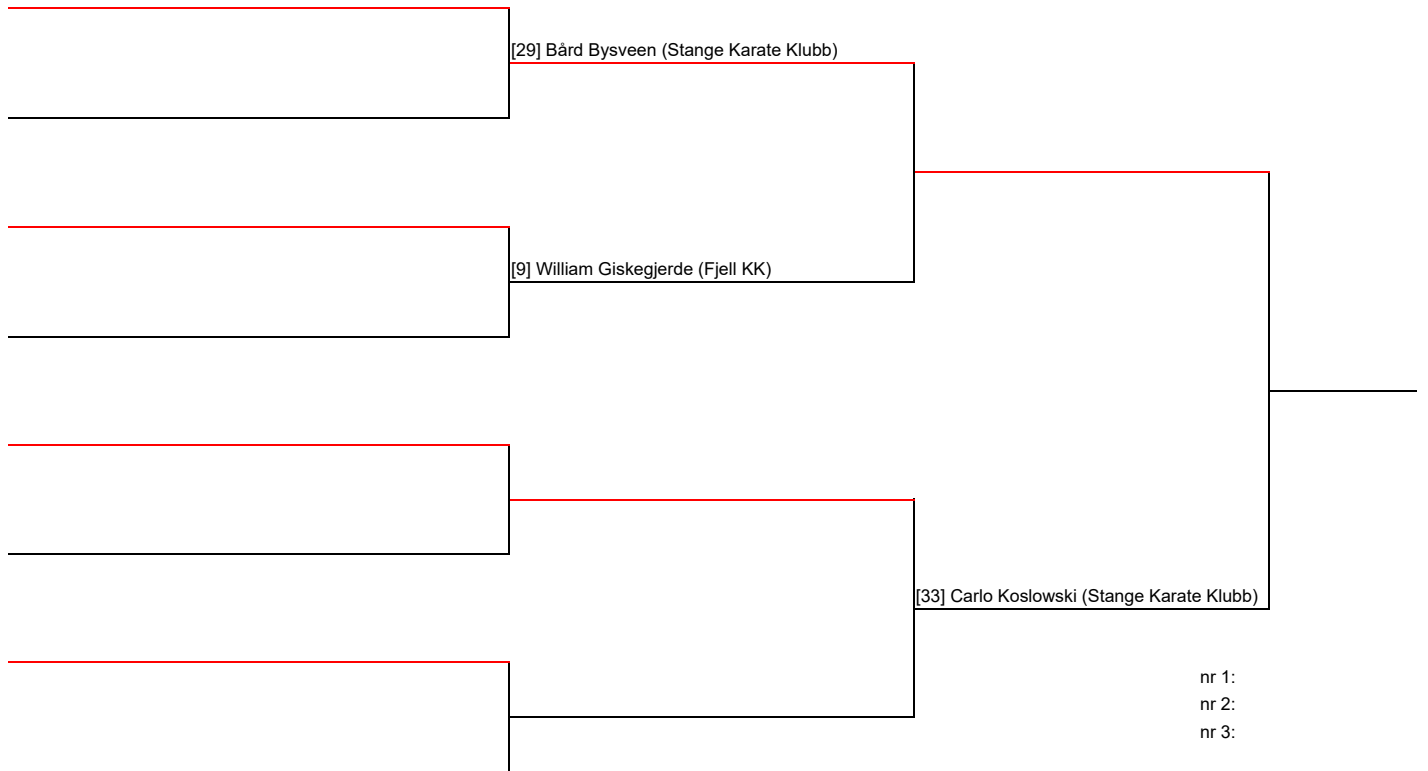 [29] Bård Bysveen (Stange Karate Klubb)
[9] William Giskegjerde (Fjell KK)
[33] Carlo Koslowski (Stange Karate Klubb)
nr 1:
nr 2:
nr 3: